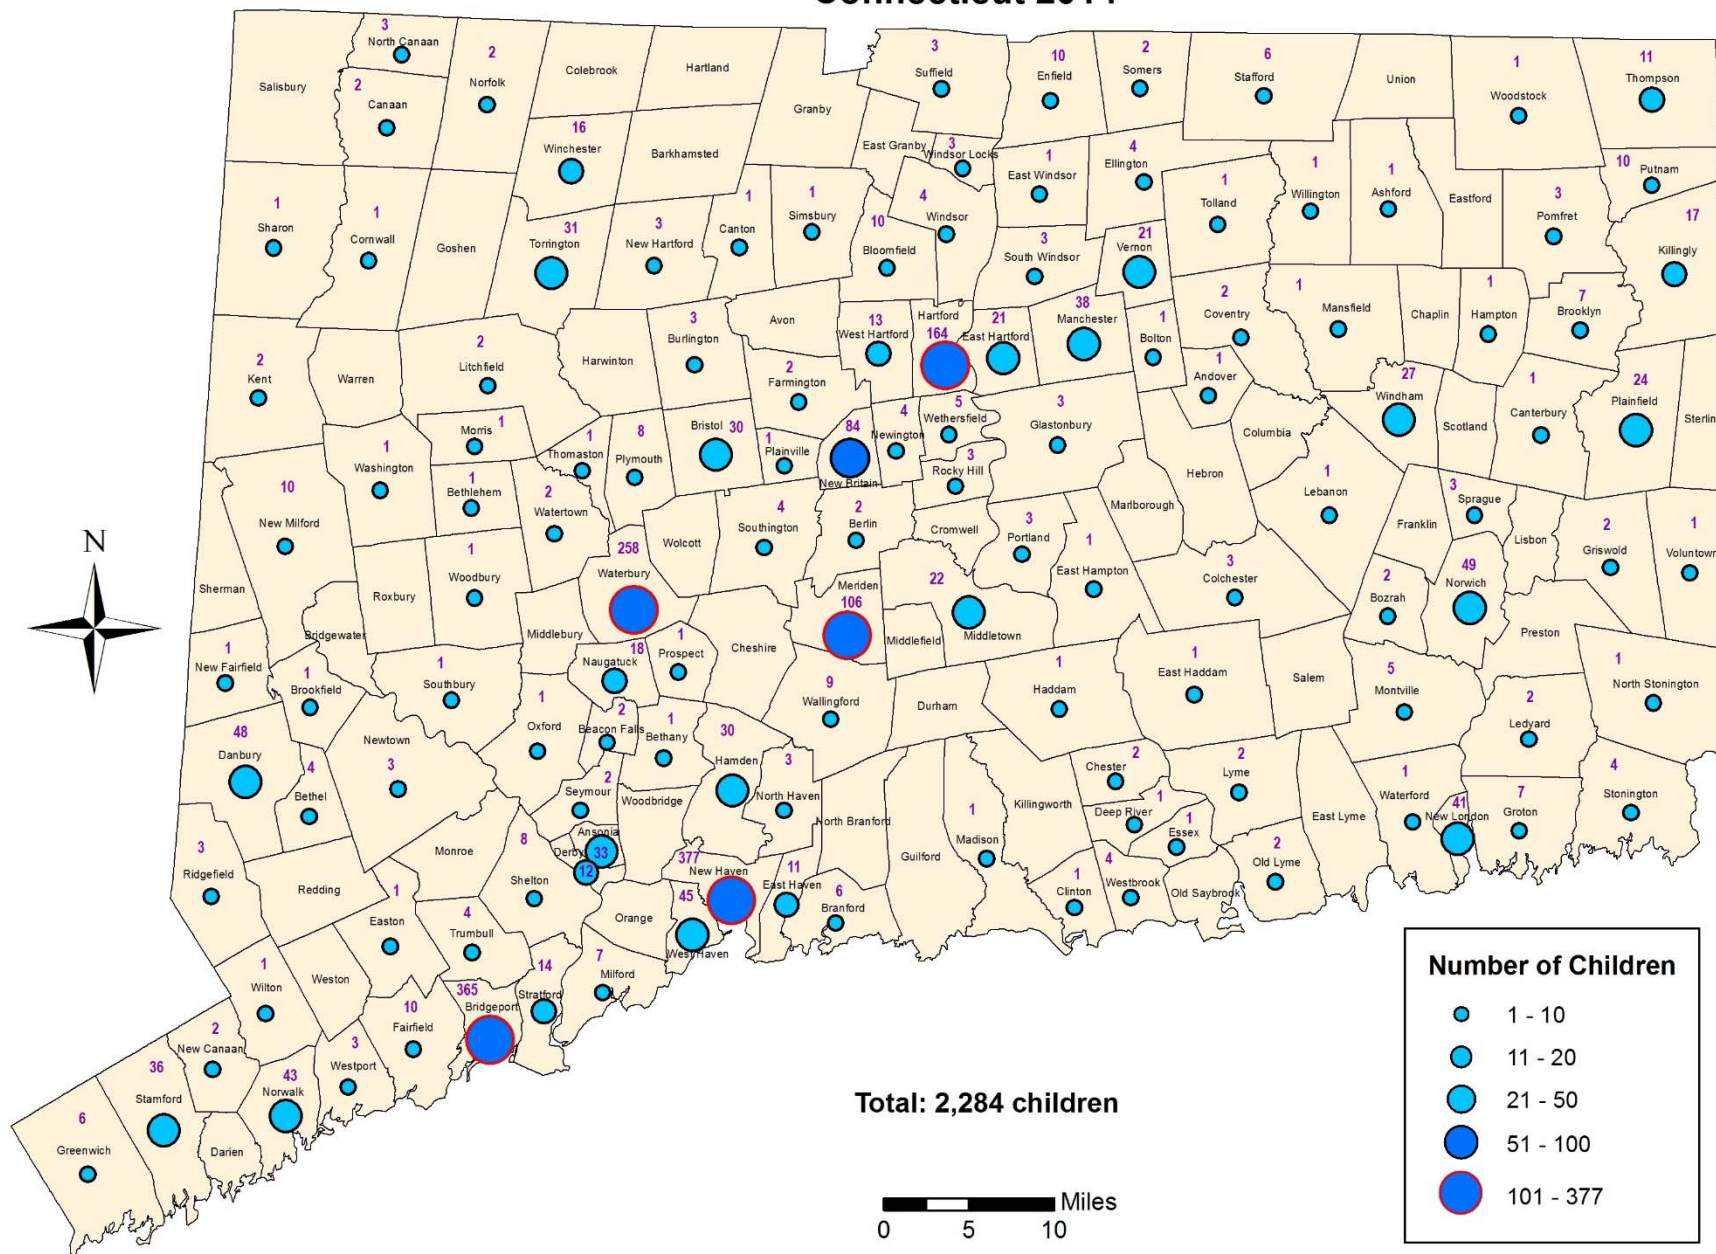 3
North Canaan
2
Norfolk
Colebrook
Hartland
Granby
3
Suffield
10
Enfield
2
Somers
6
Stafford
Union
1
Woodstock
11
Thompson
Salisbury
2
Canaan
16
Winchester
Barkhamsted
East Granby
3
Windsor Locks
1
East Windsor
4
Ellington
1
Tolland
1
Willington
1
Ashford
Eastford
3
Pomfret
10
Putnam
1
Sharon
1
Cornwall
Goshen
31
Torrington
3
New Hartford
1
Canton
1
Simsbury
10
Bloomfield
4
Windsor
3
South Windsor
21
Vernon
17
Killingly
2
Kent
Warren
2
Litchfield
Harwinton
3
Burlington
Avon
2
Farmington
13
West Hartford
Hartford
164
21
East Hartford
38
Manchester
1
Bolton
2
Coventry
1
Andover
1
Mansfield
Chaplin
1
Hampton
7
Brooklyn
1
Morris
1
Washington
1
Bethlehem
1
Thomaston
8
Plymouth
Bristol
30
1
Plainville
84
New Britain
4
Newington
5
Wethersfield
3
Rocky Hill
3
Glastonbury
Columbia
Hebron
27
Windham
Scotland
1
Canterbury
24
Plainfield
Sterlin
10
New Milford
2
Watertown
Wolcott
4
Southington
2
Berlin
Cromwell
3
Portland
Marlborough
1
Lebanon
Franklin
3
Sprague
Lisbon
2
Griswold
1
Voluntown
N
Sherman
Roxbury
1
Woodbury
258
Waterbury
Meriden
106
22
Middletown
Middlefield
1
East Hampton
3
Colchester
2
Bozrah
49
Norwich
Preston
Bridgewater
Middlebury
Cheshire
1
New Fairfield
1
Brookfield
1
Southbury
18
Naugatuck
1
Prospect
9
Wallingford
Durham
1
Haddam
1
East Haddam
Salem
5
Montville
2
Ledyard
1
North Stonington
48
Danbury
4
Bethel
Newtown
3
1
Oxford
2
Beacon Falls
1
Bethany
30
Hamden
3
North Haven
2
Seymour
Woodbridge
North Branford
Guilford
1
Madison
Killingworth
2
Chester
1
Deep River
1
Essex
2
Lyme
East Lyme
1
Waterford
41
New London
7
Groton
4
Stonington
3
Ridgefield
Redding
Monroe
8
Shelton
Ansonia
33
Derby
12
377
New Haven
11
East Haven
6
Branford
1
Clinton
4
Westbrook
Old Saybrook
2
Old Lyme
1
Easton
4
Trumbull
Orange
45
West Haven
1
Wilton
Weston
10
Fairfield
365
Bridgeport
14
Stratford
7
Milford
2
New Canaan
3
Westport
36
Stamford
43
Norwalk
Darien
6
Greenwich
Total: 2,284 children
Miles
0 5 10
Number of Children
1 - 10
11 - 20
21 - 50
51 - 100
101 - 377